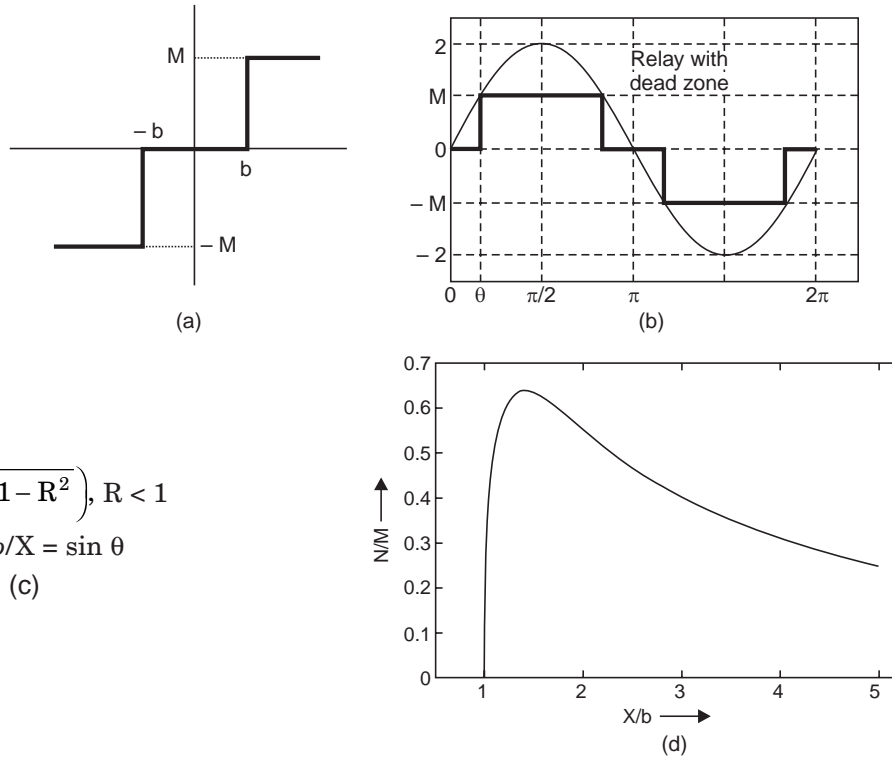 M
– b
b
– M
(a)
2
M
0
– M
– 2
Relay with
dead zone
0 θ π/2 π 2π
(b)
1 – R²), R < 1
/X = sin θ
(c)
0.7
0.6
0.5
0.4
0.3
0.2
0.1
0
N/M
1 2 3 4 5
X/b
(d)